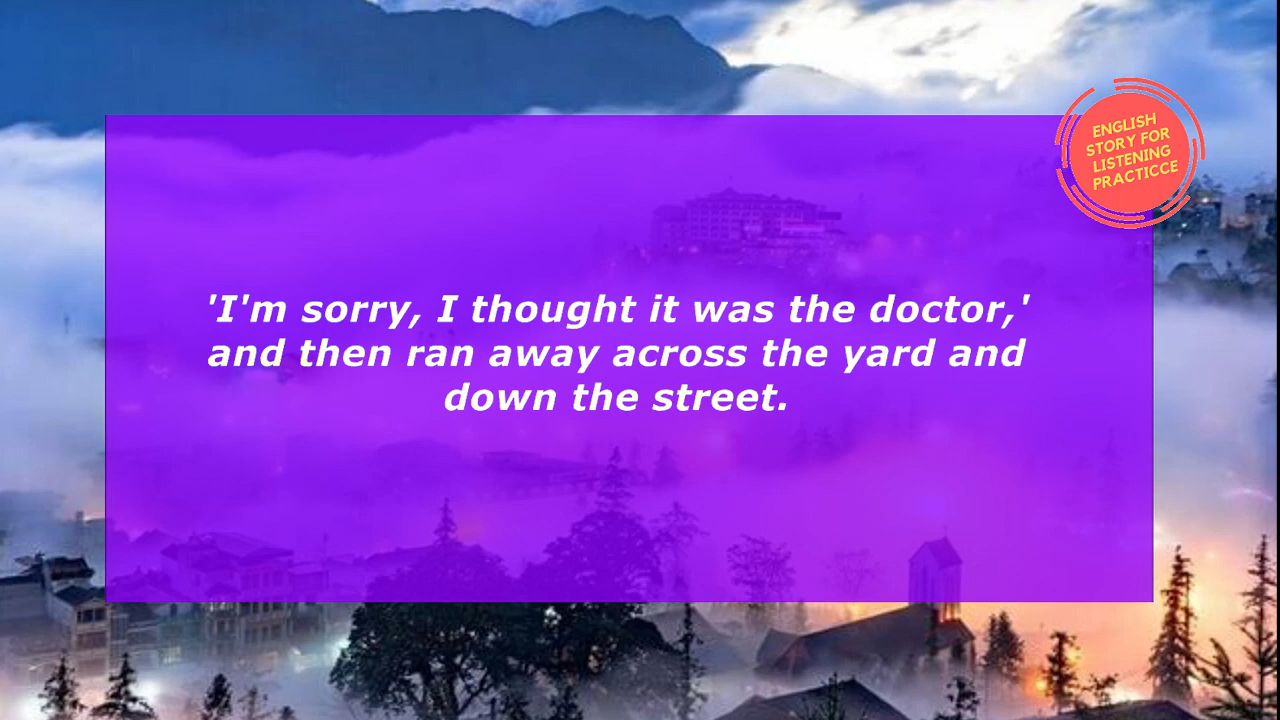 ENGLISH
STORY FOR
LISTENING
PRACTICCE
'I'm sorry, I thought it was the doctor,'
and then ran away across the yard and
down the street.